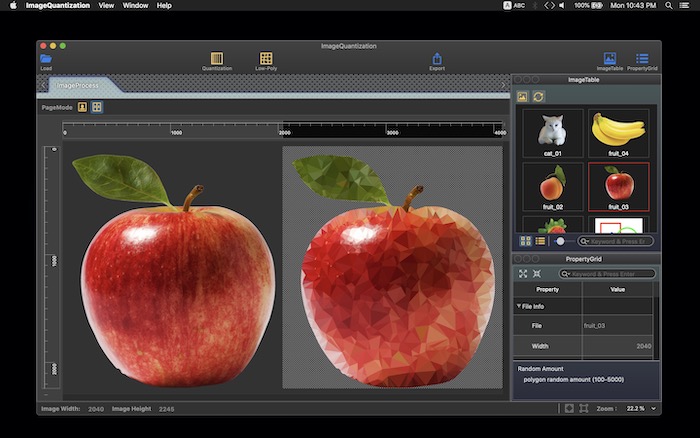 ImageQuantization View Window Help
A ABC
100%
Mon 10:43 PM
ImageQuantization
Load
Quantization
Low-Poly
Export
ImageTable
PropertyGrid
ImageProcess
PageMode
0 1000 2000 3000 4000
0
1000
2000
ImageTable
cat_01 fruit_04
fruit_02 fruit_03
Keyword & Press Er
PropertyGrid
Keyword & Press Enter
Property Value
File Info
File fruit_03
Width 2040
Random Amount
polygon random amount (100-5000)
Image Width: 2040 Image Height 2245
Zoom : 22.2 %